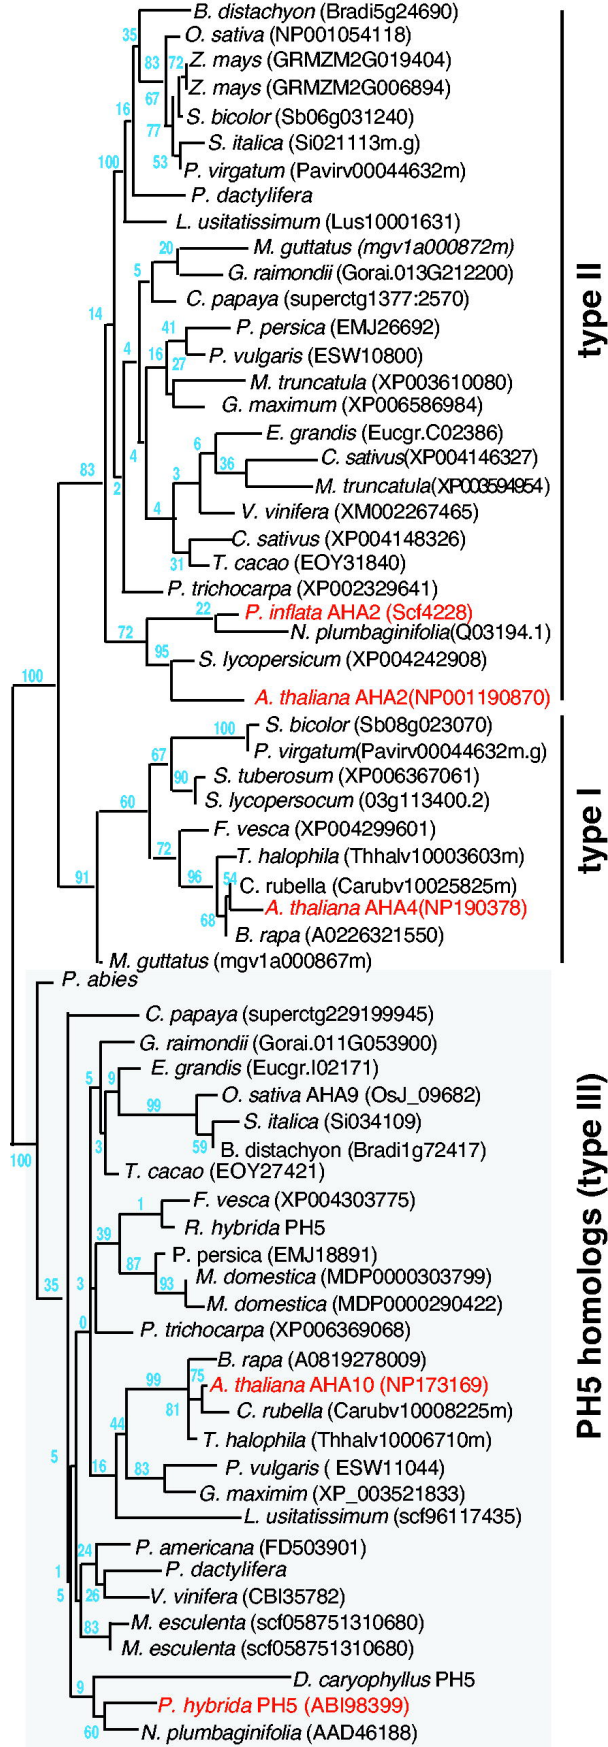 B. distachyon (Bradi5g24690)
35
O. sativa (NP001054118)
83
72
Z. mays (GRMZM2G019404)
Z. mays (GRMZM2G006894)
67
16
S. bicolor (Sb06g031240)
77
S. italica (Si021113m.g)
100
53
P. virgatum (Pavirv00044632m)
P. dactylifera
L. usitatissimum (Lus10001631)
20
M. guttatus (mgv1a000872m)
5
G. raimondii (Gorai.013G212200)
C. papaya (superctg1377:2570)
14
41
P. persica (EMJ26692)
4
16
27
P. vulgaris (ESW10800)
M. truncatula (XP003610080)
G. maximum (XP006586984)
6
E. grandis (Eucgr.C02386)
4
36
C. sativus(XP004146327)
83
3
2
M. truncatula(XP003594954)
4
V. vinifera (XM002267465)
C. sativus (XP004148326)
31
T. cacao (EOY31840)
P. trichocarpa (XP002329641)
22
P. inflata AHA2 (Scf4228)
72
N. plumbaginifolia(Q03194.1)
95
S. lycopersicum (XP004242908)
100
A. thaliana AHA2(NP001190870)
type II
100
S. bicolor (Sb08g023070)
67
P. virgatum(Pavirv00044632m.g)
90
S. tuberosum (XP006367061)
60
S. lycopersocum (03g113400.2)
F. vesca (XP004299601)
72
T. halophila (Thhalv10003603m)
91
96
54
C. rubella (Carubv10025825m)
A. thaliana AHA4(NP190378)
68
B. rapa (A0226321550)
M. guttatus (mgv1a000867m)
type I
P. abies
C. papaya (superctg229199945)
G. raimondii (Gorai.011G053900)
5
9
E. grandis (Eucgr.I02171)
99
O. sativa AHA9 (OsJ_09682)
S. italica (Si034109)
3
59
B. distachyon (Bradi1g72417)
100
T. cacao (EOY27421)
1
F. vesca (XP004303775)
39
R. hybrida PH5
87
P. persica (EMJ18891)
35
3
93
M. domestica (MDP0000303799)
M. domestica (MDP0000290422)
0
P. trichocarpa (XP006369068)
B. rapa (A0819278009)
99
75
A. thaliana AHA10 (NP173169)
81
C. rubella (Carubv10008225m)
44
T. halophila (Thhalv10006710m)
5
16
83
P. vulgaris ( ESW11044)
G. maximim (XP_003521833)
L. usitatissimum (scf96117435)
24
P. americana (FD503901)
1
P. dactylifera
5
26
V. vinifera (CBI35782)
83
M. esculenta (scf058751310680)
M. esculenta (scf058751310680)
9
D. caryophyllus PH5
P. hybrida PH5 (ABI98399)
60
N. plumbaginifolia (AAD46188)
PH5 homologs (type III)